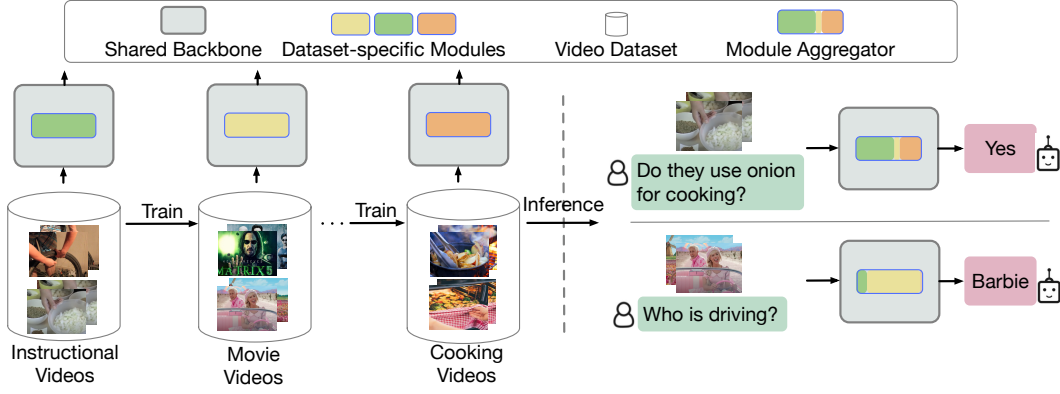 Shared Backbone
Dataset-specific Modules
Video Dataset
Module Aggregator
Train
Train
Inference
MATRIX5
Instructional
Videos
Movie
Videos
Cooking
Videos
Do they use onion
for cooking?
Yes
Who is driving?
Barbie